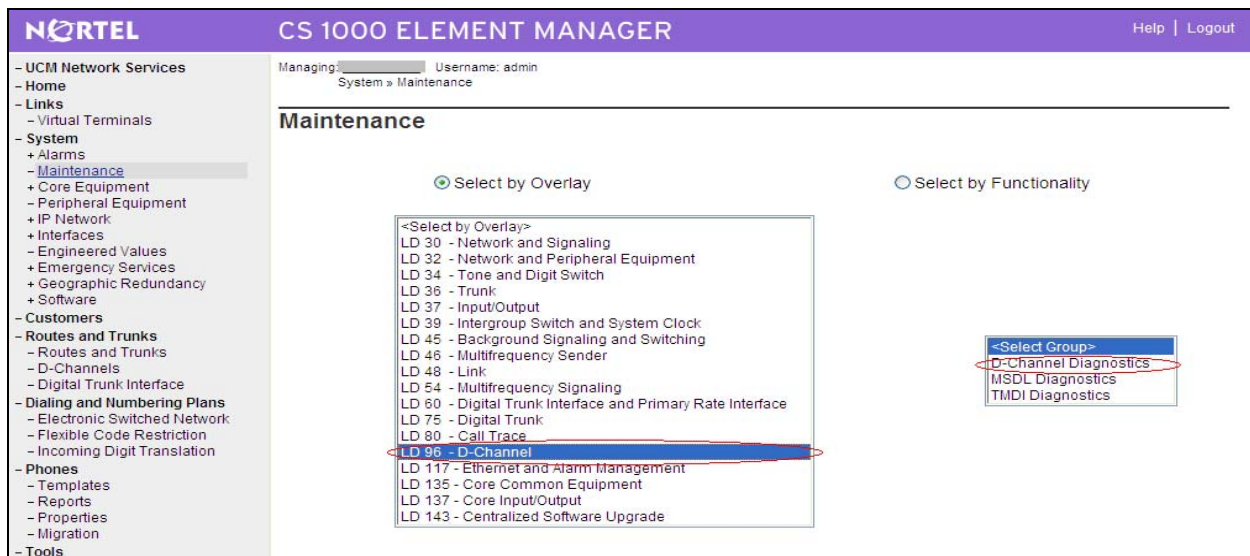 NØRTEL
CS 1000 ELEMENT MANAGER
Help | Logout
- UCM Network Services
- Home
- Links
- Virtual Terminals
- System
+ Alarms
- Maintenance
+ Core Equipment
- Peripheral Equipment
+ IP Network
+ Interfaces
- Engineered Values
+ Emergency Services
+ Geographic Redundancy
+ Software
- Customers
- Routes and Trunks
- Routes and Trunks
- D-Channels
- Digital Trunk Interface
- Dialing and Numbering Plans
- Electronic Switched Network
- Flexible Code Restriction
- Incoming Digit Translation
- Phones
- Templates
- Reports
- Properties
- Migration
- Tools
Managing: Username: admin
System » Maintenance
Maintenance
Select by Overlay
<Select by Overlay>
LD 30 - Network and Signaling
LD 32 - Network and Peripheral Equipment
LD 34 - Tone and Digit Switch
LD 36 - Trunk
LD 37 - Input/Output
LD 39 - Intergroup Switch and System Clock
LD 45 - Background Signaling and Switching
LD 46 - Multifrequency Sender
LD 48 - Link
LD 54 - Multifrequency Signaling
LD 60 - Digital Trunk Interface and Primary Rate Interface
LD 75 - Digital Trunk
LD 80 - Call Trace
LD 96 - D-Channel
LD 117 - Ethernet and Alarm Management
LD 135 - Core Common Equipment
LD 137 - Core Input/Output
LD 143 - Centralized Software Upgrade
Select by Functionality
<Select Group>
D-Channel Diagnostics
MSDL Diagnostics
TMDI Diagnostics